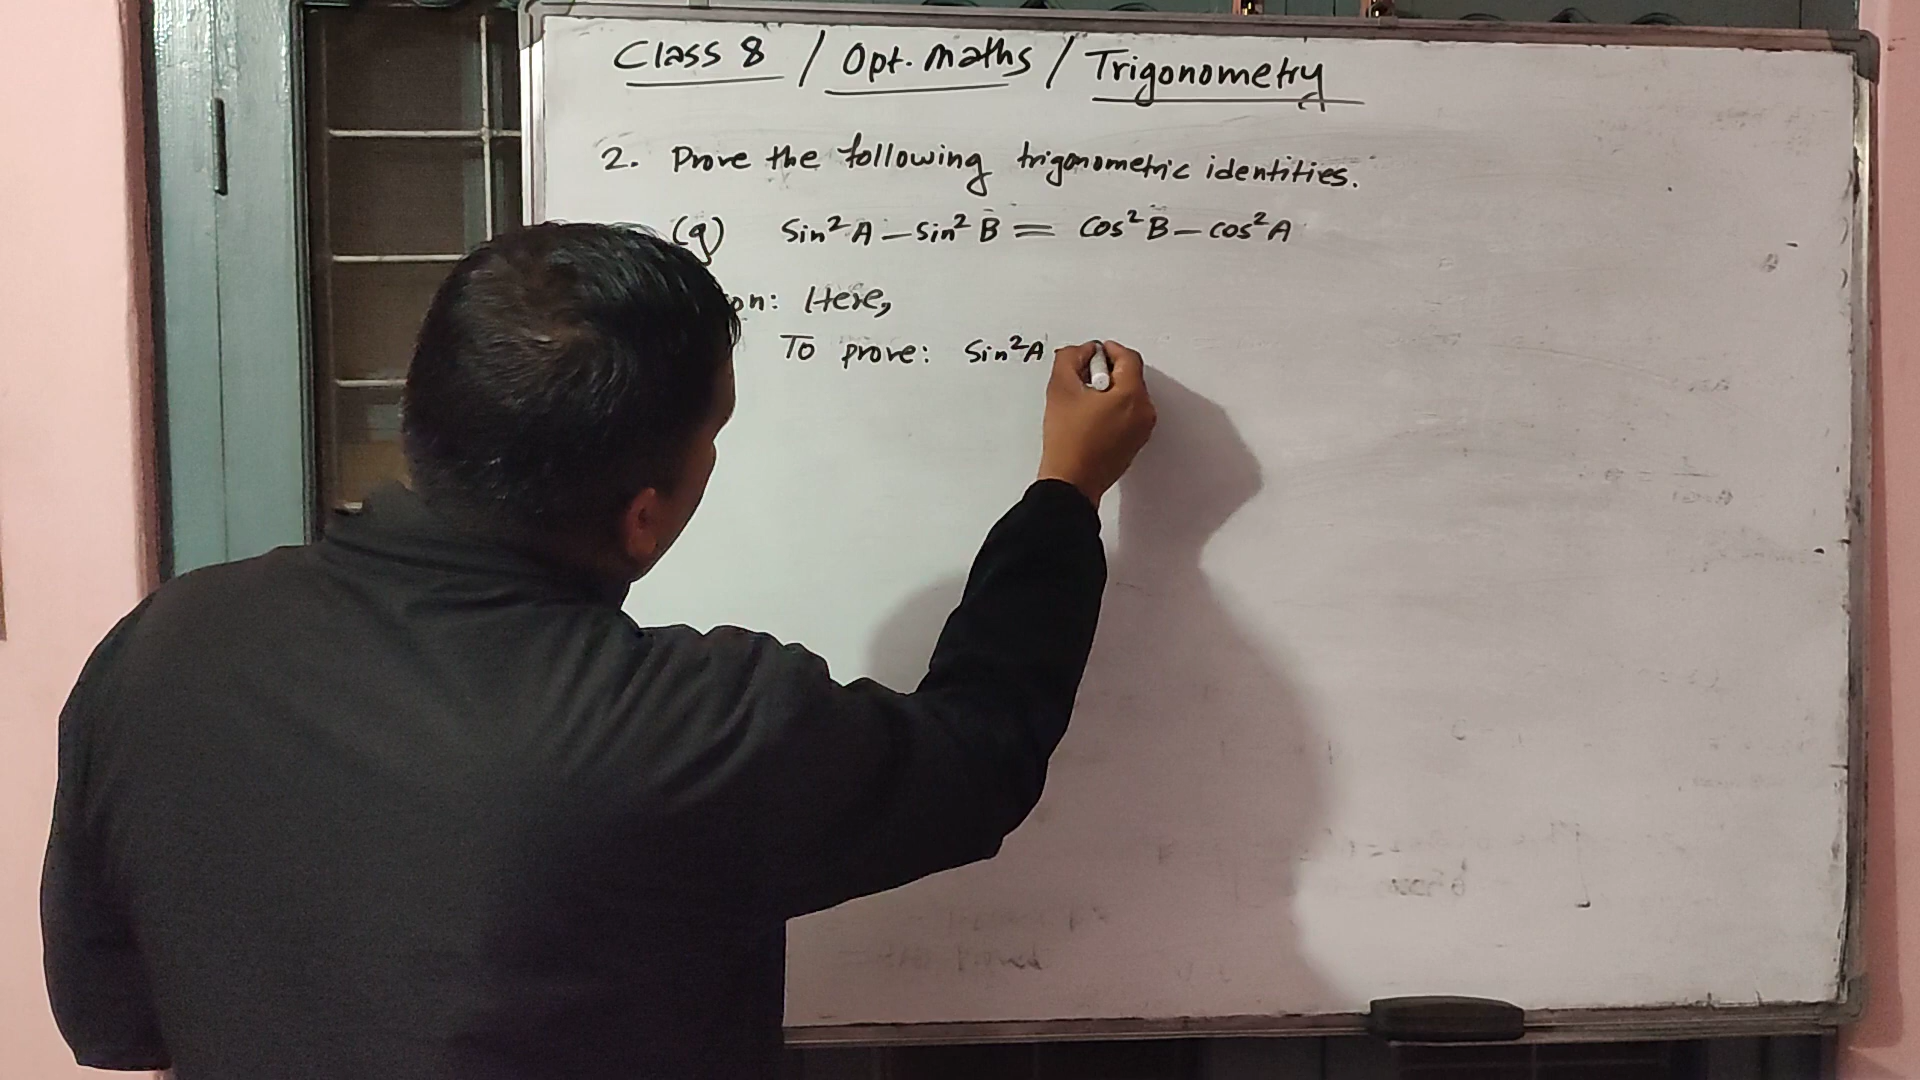 Class 8 / Opt. maths / Trigonometry
2. Prove the following trigonometric identities.
(g) Sin²A – Sin²B = Cos²B – cos²A
on: Here,
To prove: Sin²A